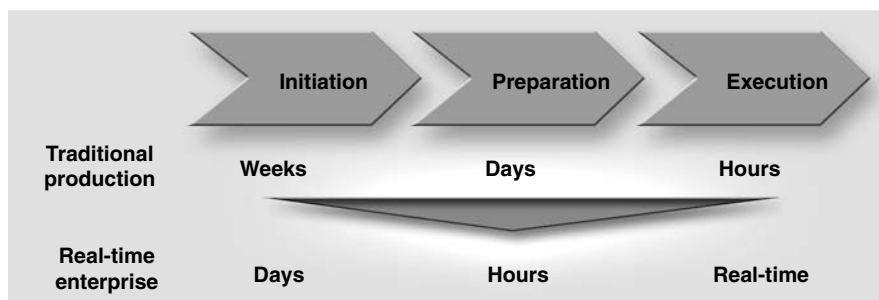 Initiation
Preparation
Execution
Traditional
production
Weeks
Days
Hours
Real-time
enterprise
Days
Hours
Real-time